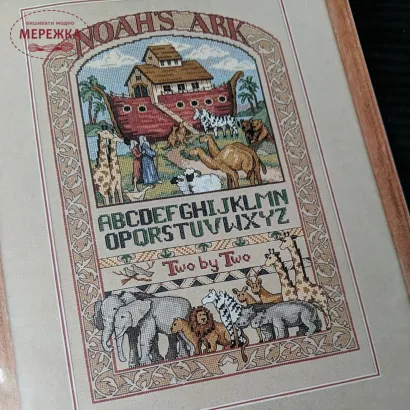 вишивати модно
МЕРЕЖКА
NOAH'S ARK
ABCDEFGHIJKLMN
OPQRSTUVWXYZ
Two by Two